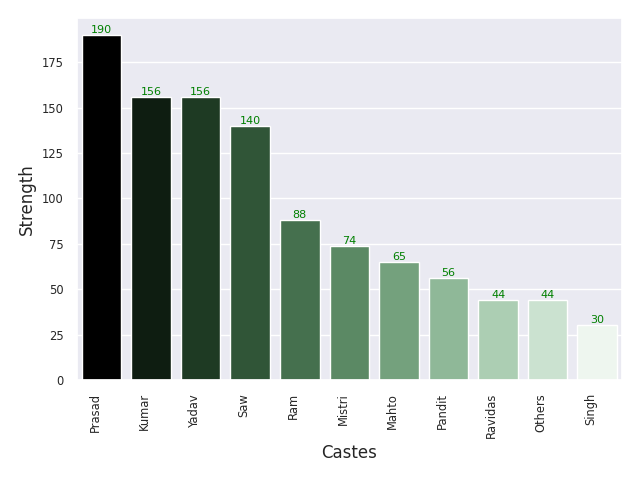 190
156
156
140
88
74
65
56
44
44
30
175
150
125
100
75
50
25
0
Strength
Prasad
Kumar
Yadav
Saw
Ram
Mistri
Mahto
Pandit
Ravidas
Others
Singh
Castes